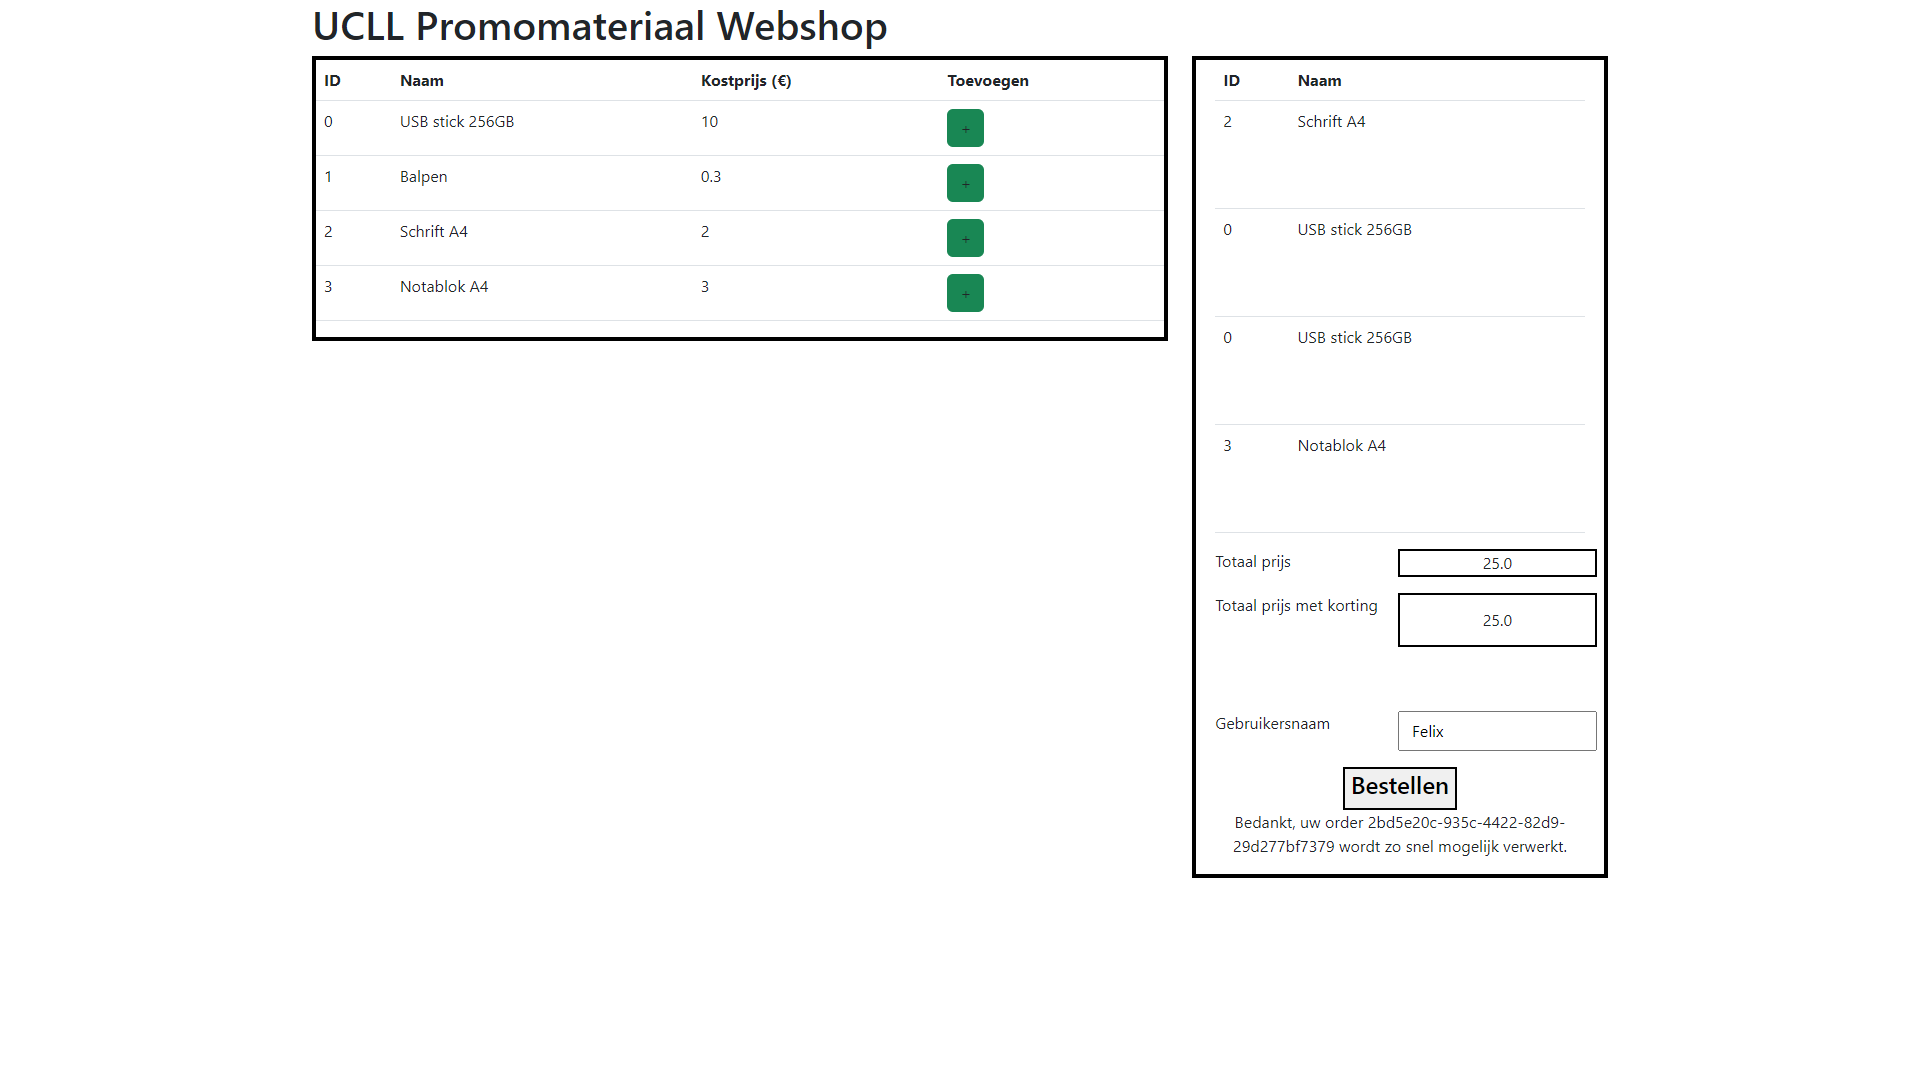 UCLL Promomateriaal Webshop
ID Naam Kostprijs (€) Toevoegen
0 USB stick 256GB 10 +
1 Balpen 0.3 +
2 Schrift A4 2 +
3 Notablok A4 3 +
ID Naam
2 Schrift A4
0 USB stick 256GB
0 USB stick 256GB
3 Notablok A4
Totaal prijs 25.0
Totaal prijs met korting 25.0
Gebruikersnaam Felix
Bestellen
Bedankt, uw order 2bd5e20c-935c-4422-82d9-
29d277bf7379 wordt zo snel mogelijk verwerkt.